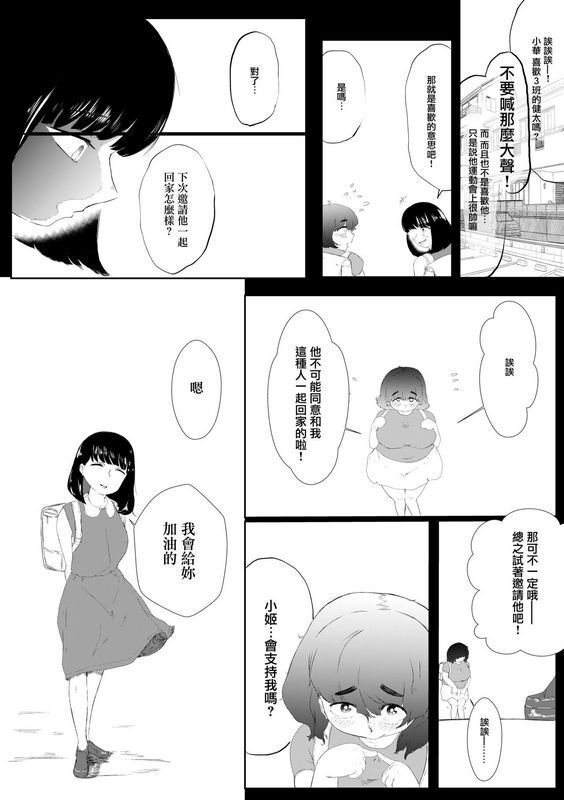 誒誒誒—！
小華 喜歡3班的健太嗎？
不要喊那麼大聲！
而 而且也不是喜歡他…
只是說他運動會上很帥嘛
那就是喜歡的意思吧！
是嗎…
對了…
下次邀請他一起
回家怎麼樣？
誒誒
他不可能同意和我
這種人一起回家的啦！
那可不一定哦—
總之試著邀請他吧！
誒誒—！…
小姬…會支持我嗎？
嗯
我會給妳
加油的